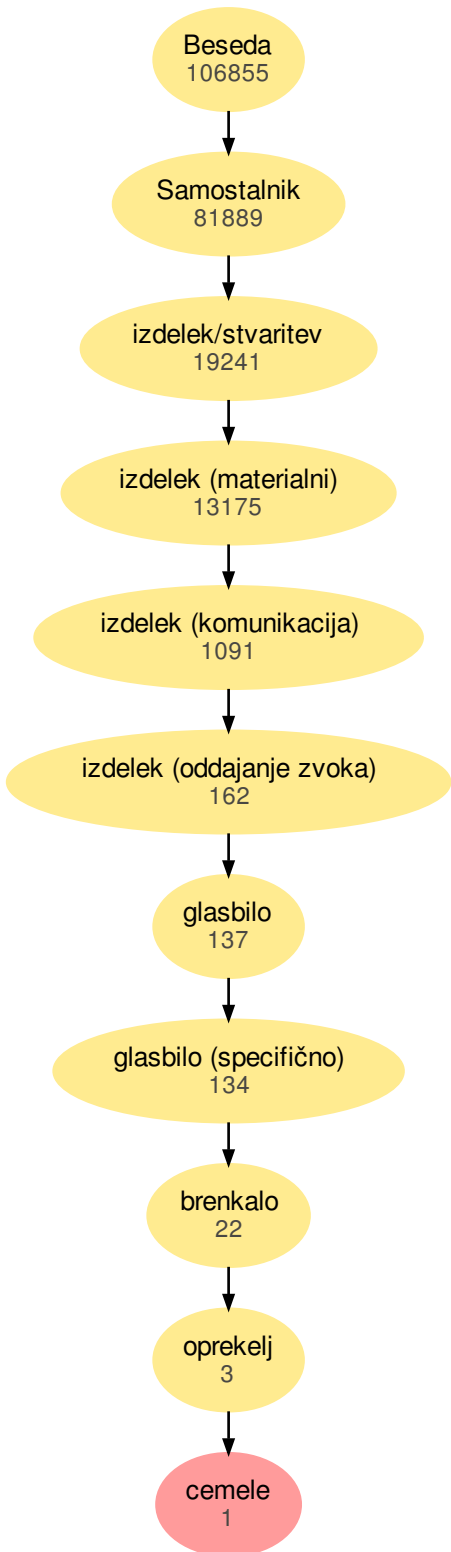 Beseda
106855
Samostalnik
81889
izdelek/stvaritev
19241
izdelek (materialni)
13175
izdelek (komunikacija)
1091
izdelek (oddajanje zvoka)
162
glasbilo
137
glasbilo (specifično)
134
brenkalo
22
oprekelj
3
cemele
1